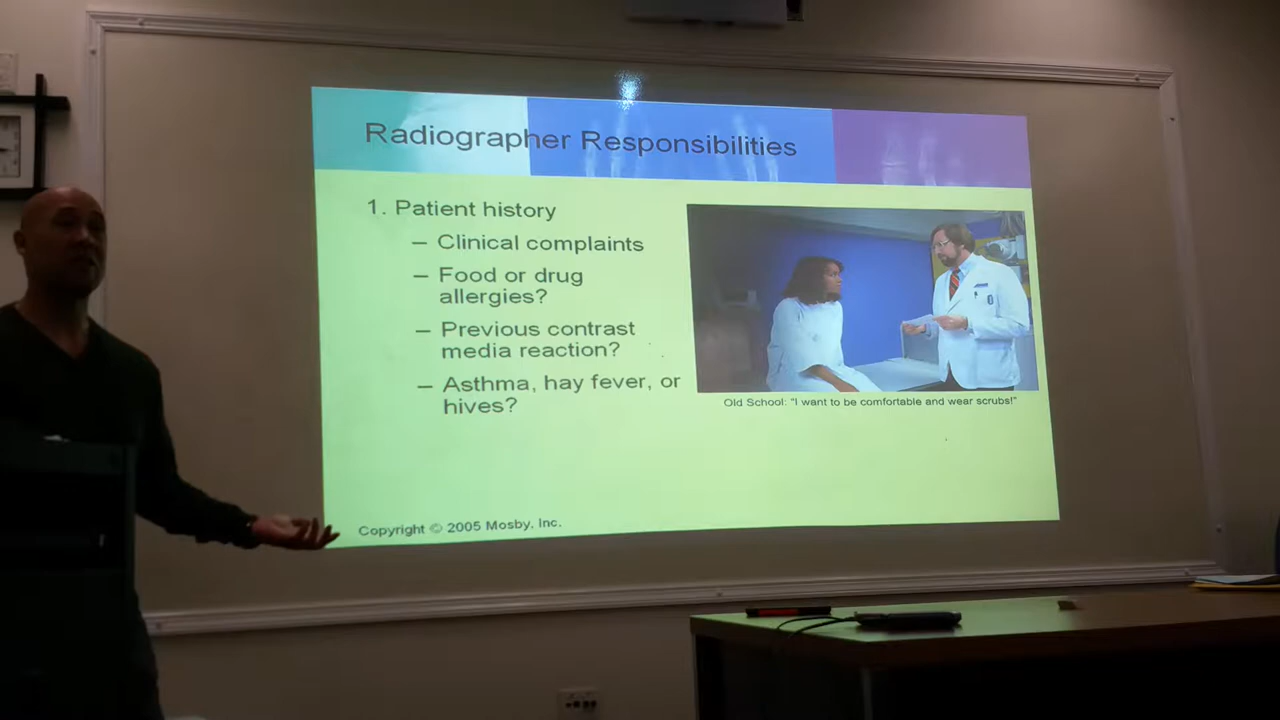 Radiographer Responsibilities
1. Patient history
– Clinical complaints
– Food or drug
allergies?
– Previous contrast
media reaction?
– Asthma, hay fever, or
hives?
Old School: "I want to be comfortable and wear scrubs!"
Copyright © 2005 Mosby, Inc.